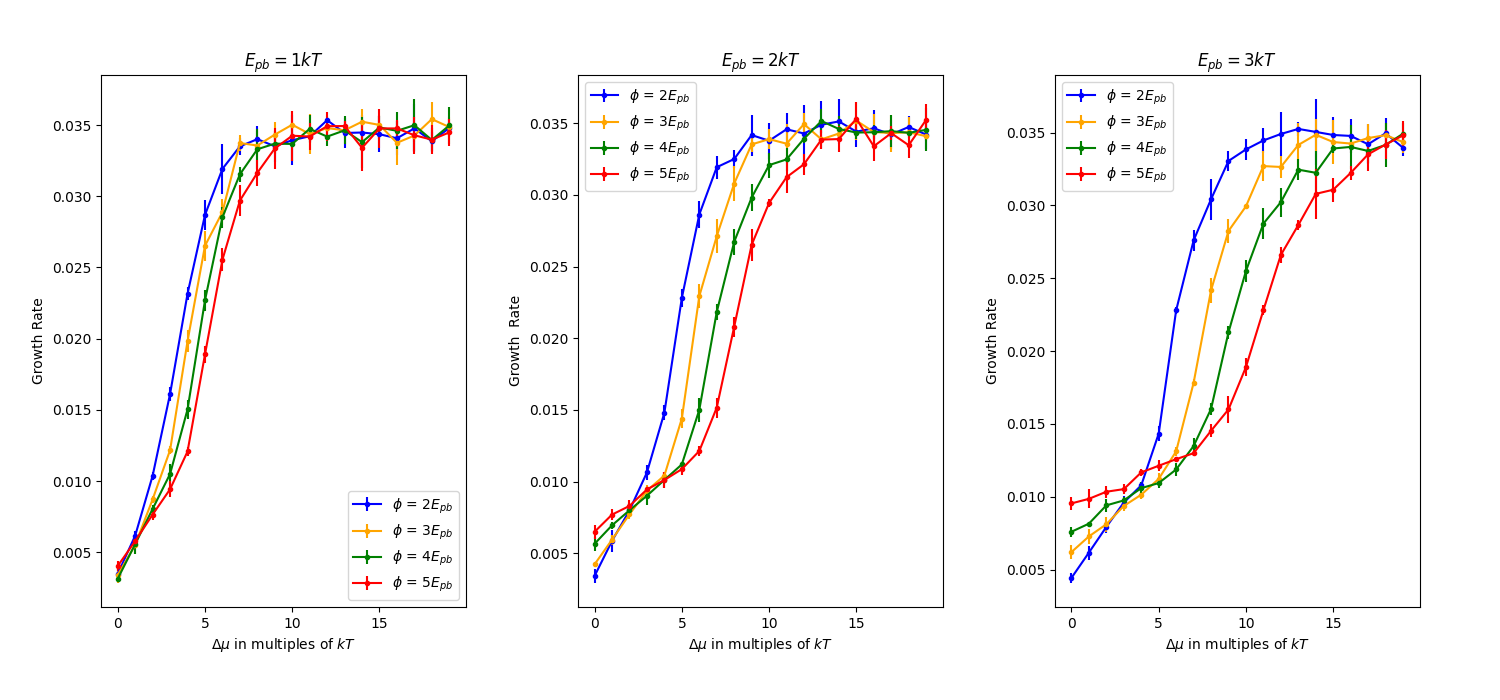 E_pb = 1kT
Growth Rate
0.035
0.030
0.025
0.020
0.015
0.010
0.005
ϕ = 2E_pb
ϕ = 3E_pb
ϕ = 4E_pb
ϕ = 5E_pb
0 5 10 15
Δμ in multiples of kT
E_pb = 2kT
ϕ = 2E_pb
ϕ = 3E_pb
ϕ = 4E_pb
ϕ = 5E_pb
Growth Rate
0.035
0.030
0.025
0.020
0.015
0.010
0.005
0 5 10 15
Δμ in multiples of kT
E_pb = 3kT
ϕ = 2E_pb
ϕ = 3E_pb
ϕ = 4E_pb
ϕ = 5E_pb
Growth Rate
0.035
0.030
0.025
0.020
0.015
0.010
0.005
0 5 10 15
Δμ in multiples of kT